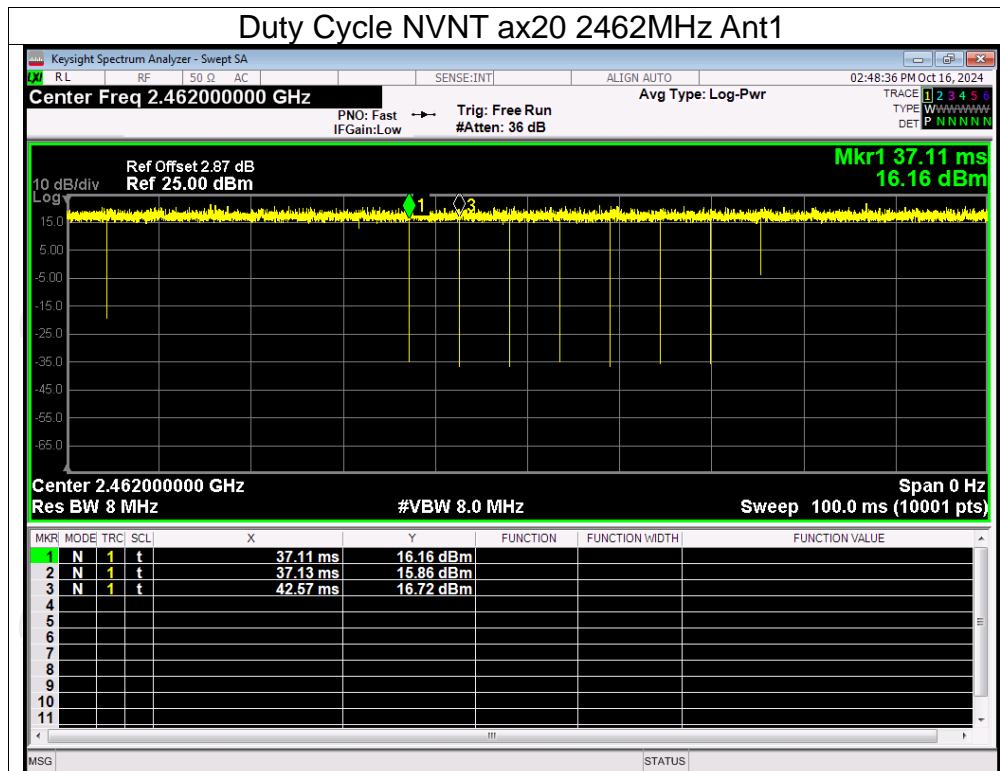 Duty Cycle NVNT ax20 2462MHz Ant1
Keysight Spectrum Analyzer - Swept SA
LXI RL RF 50 Ω AC SENSE:INT ALIGN AUTO 02:48:36 PM Oct 16, 2024
Center Freq 2.462000000 GHz Avg Type: Log-Pwr TRACE 1 2 3 4 5 6
PNO: Fast Trig: Free Run TYPE WWWWWW
IFGain:Low #Atten: 36 dB DET P N N N N N
Mkr1 37.11 ms
Ref Offset 2.87 dB
10 dB/div Ref 25.00 dBm 16.16 dBm
Log
1 3
15.0
5.00
-5.00
-15.0
-25.0
-35.0
-45.0
-55.0
-65.0
Center 2.462000000 GHz Span 0 Hz
Res BW 8 MHz #VBW 8.0 MHz Sweep 100.0 ms (10001 pts)
MKR MODE TRC SCL X Y FUNCTION FUNCTION WIDTH FUNCTION VALUE
1 N 1 t 37.11 ms 16.16 dBm
2 N 1 t 37.13 ms 15.86 dBm
3 N 1 t 42.57 ms 16.72 dBm
4
5
6
7
8
9
10
11
MSG STATUS